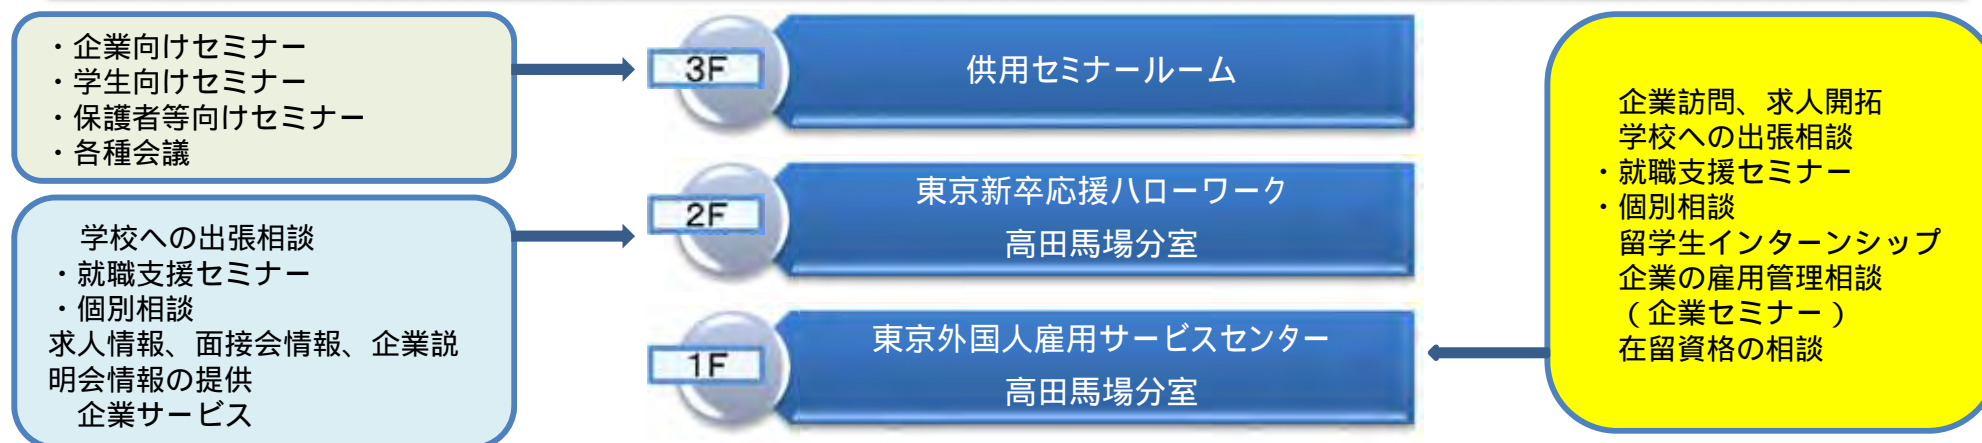 ・企業向けセミナー
・学生向けセミナー
・保護者等向けセミナー
・各種会議
学校への出張相談
・就職支援セミナー
・個別相談
求人情報、面接会情報、企業説
明会情報の提供
企業サービス
3F
供用セミナールーム
2F
東京新卒応援ハローワーク
高田馬場分室
1F
東京外国人雇用サービスセンター
高田馬場分室
企業訪問、求人開拓
学校への出張相談
・就職支援セミナー
・個別相談
留学生インターンシップ
企業の雇用管理相談
（企業セミナー）
在留資格の相談